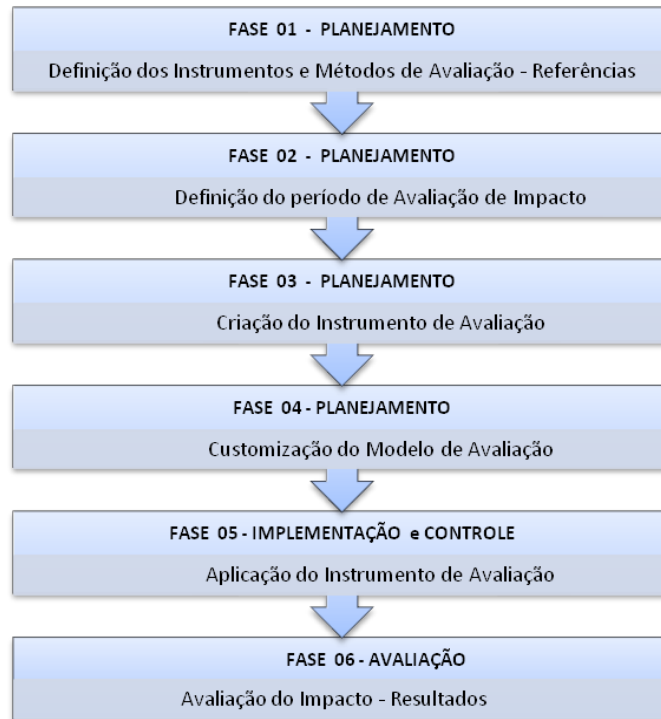 FASE 01 - PLANEJAMENTO
Definição dos Instrumentos e Métodos de Avaliação - Referências
FASE 02 - PLANEJAMENTO
Definição do período de Avaliação de Impacto
FASE 03 - PLANEJAMENTO
Criação do Instrumento de Avaliação
FASE 04 - PLANEJAMENTO
Customização do Modelo de Avaliação
FASE 05 - IMPLEMENTAÇÃO e CONTROLE
Aplicação do Instrumento de Avaliação
FASE 06 - AVALIAÇÃO
Avaliação do Impacto - Resultados